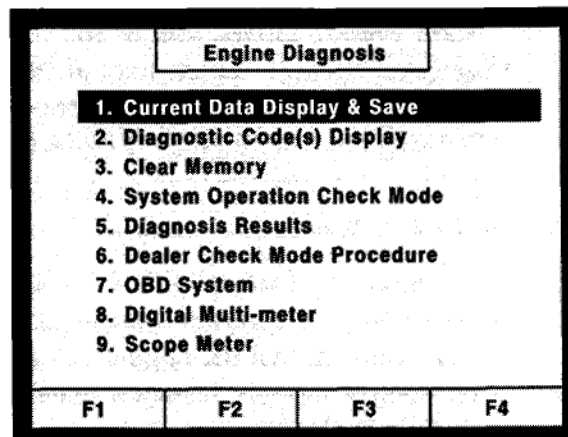 Engine Diagnosis
1. Current Data Display & Save
2. Diagnostic Code(s) Display
3. Clear Memory
4. System Operation Check Mode
5. Diagnosis Results
6. Dealer Check Mode Procedure
7. OBD System
8. Digital Multi-meter
9. Scope Meter
F1 F2 F3 F4